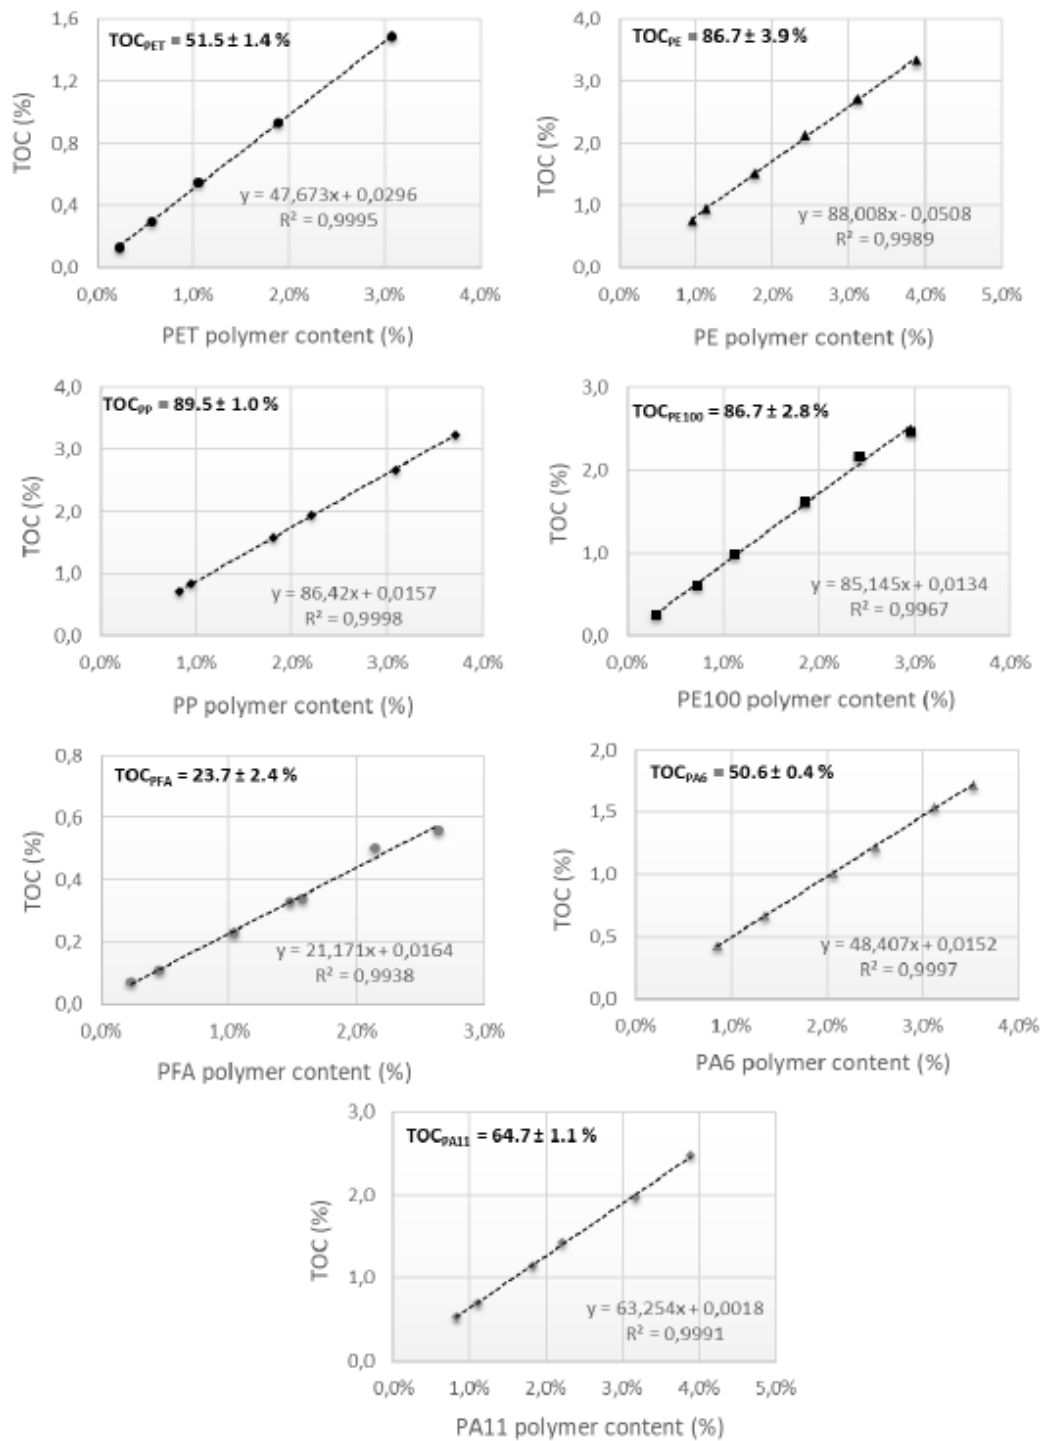 TOC_PET = 51.5 ± 1.4 %
1,6
1,2
0,8
0,4
0,0
TOC (%)
y = 47,673x + 0,0296
R² = 0,9995
0,0% 1,0% 2,0% 3,0% 4,0%
PET polymer content (%)
TOC_PE = 86.7 ± 3.9 %
4,0
3,0
2,0
1,0
0,0
TOC (%)
y = 88,008x - 0,0508
R² = 0,9989
0,0% 1,0% 2,0% 3,0% 4,0% 5,0%
PE polymer content (%)
TOC_PP = 89.5 ± 1.0 %
4,0
3,0
2,0
1,0
0,0
TOC (%)
y = 86,42x + 0,0157
R² = 0,9998
0,0% 1,0% 2,0% 3,0% 4,0%
PP polymer content (%)
TOC_PE100 = 86.7 ± 2.8 %
3,0
2,0
1,0
0,0
TOC (%)
y = 85,145x + 0,0134
R² = 0,9967
0,0% 1,0% 2,0% 3,0% 4,0%
PE100 polymer content (%)
TOC_PFA = 23.7 ± 2.4 %
0,8
0,6
0,4
0,2
0,0
TOC (%)
y = 21,171x + 0,0164
R² = 0,9938
0,0% 1,0% 2,0% 3,0%
PFA polymer content (%)
TOC_PA6 = 50.6 ± 0.4 %
2,0
1,5
1,0
0,5
0,0
TOC (%)
y = 48,407x + 0,0152
R² = 0,9997
0,0% 1,0% 2,0% 3,0% 4,0%
PA6 polymer content (%)
TOC_PA11 = 64.7 ± 1.1 %
3,0
2,0
1,0
0,0
TOC (%)
y = 63,254x + 0,0018
R² = 0,9991
0,0% 1,0% 2,0% 3,0% 4,0% 5,0%
PA11 polymer content (%)